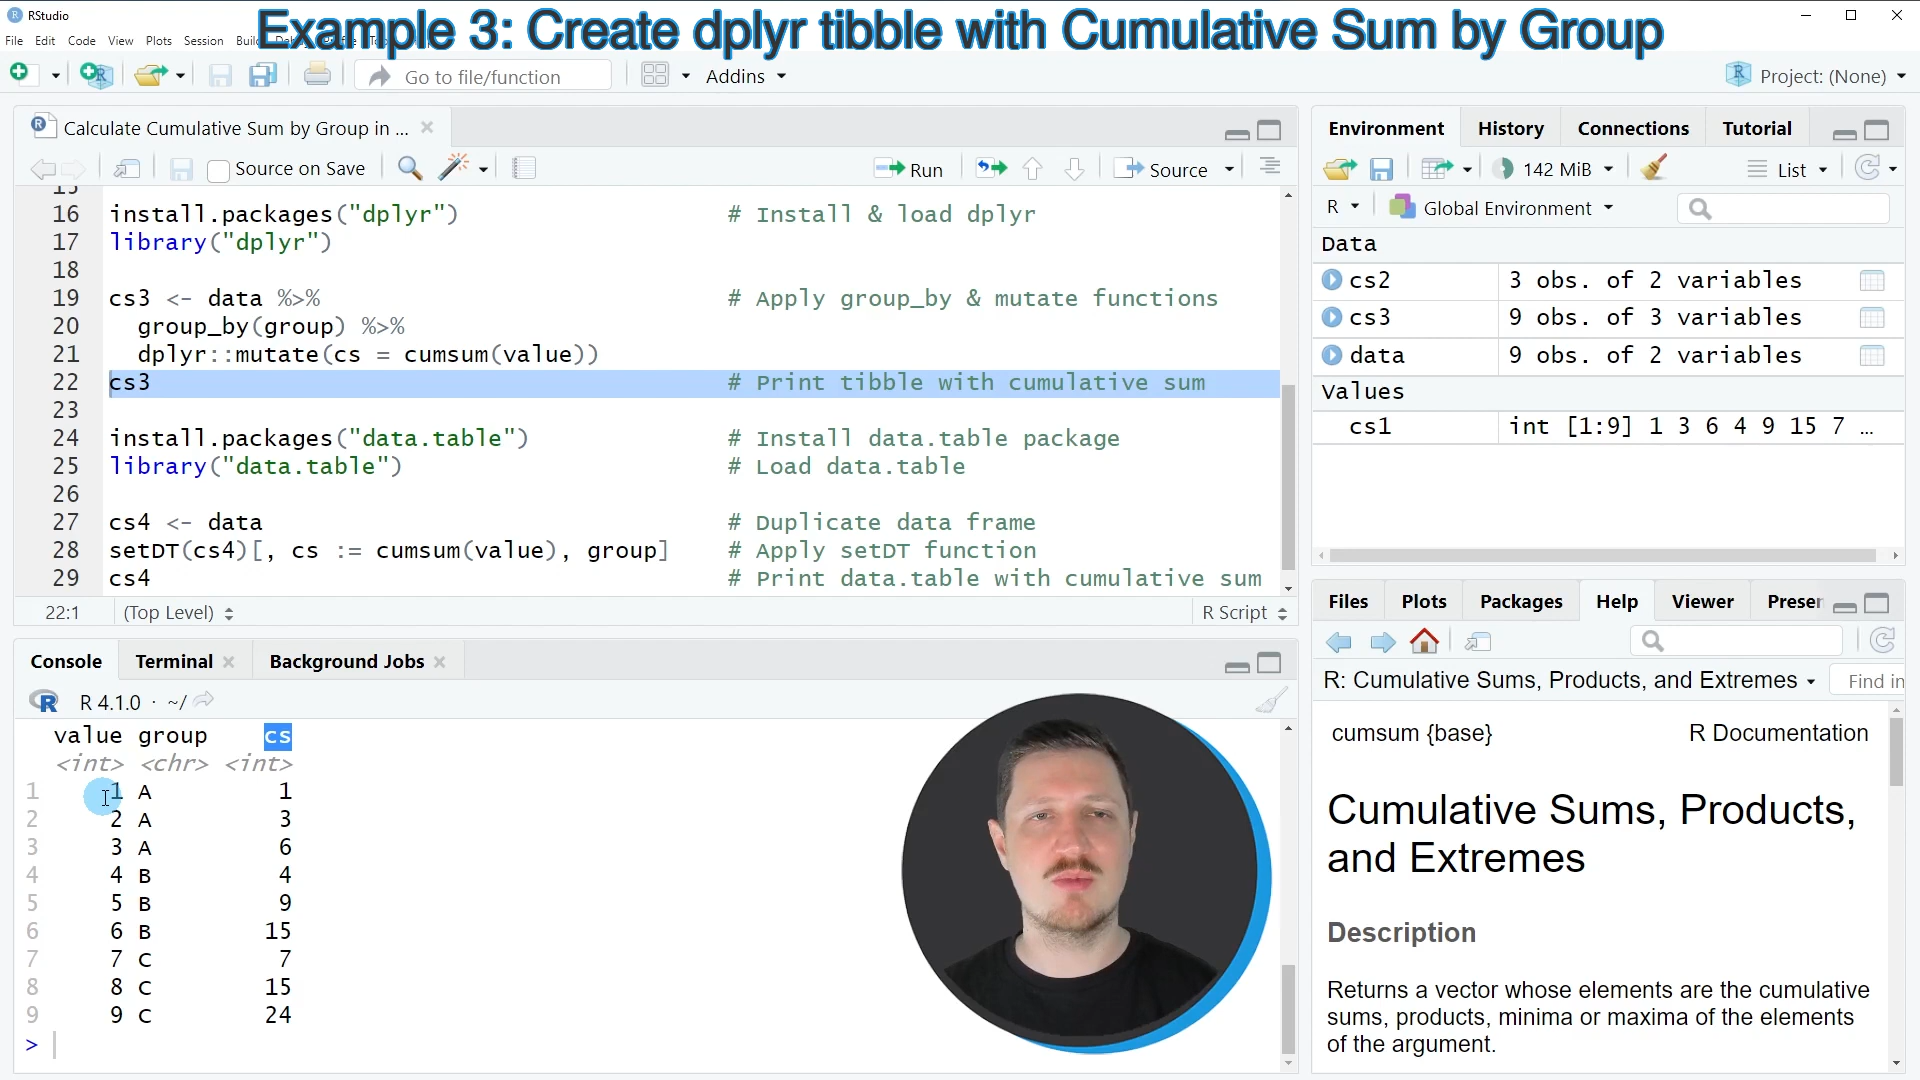 RStudio
Example 3: Create dplyr tibble with Cumulative Sum by Group
File Edit Code View Plots Session
Go to file/function
Addins
Project: (None)
Calculate Cumulative Sum by Group in ...
Source on Save
Run
Source
15
16 install.packages("dplyr") # Install & load dplyr
17 library("dplyr")
18
19 cs3 <- data %>% # Apply group_by & mutate functions
20 group_by(group) %>%
21 dplyr::mutate(cs = cumsum(value))
22 cs3 # Print tibble with cumulative sum
23
24 install.packages("data.table") # Install data.table package
25 library("data.table") # Load data.table
26
27 cs4 <- data # Duplicate data frame
28 setDT(cs4)[, cs := cumsum(value), group] # Apply setDT function
29 cs4 # Print data.table with cumulative sum
22:1 (Top Level) R Script
Console Terminal Background Jobs
R 4.1.0 · ~/
value group cs
<int> <chr> <int>
1 1 A 1
2 2 A 3
3 3 A 6
4 4 B 4
5 5 B 9
6 6 B 15
7 7 C 7
8 8 C 15
9 9 C 24
>
Environment History Connections Tutorial
142 MiB List
R Global Environment
Data
cs2 3 obs. of 2 variables
cs3 9 obs. of 3 variables
data 9 obs. of 2 variables
Values
cs1 int [1:9] 1 3 6 4 9 15 7 ...
Files Plots Packages Help Viewer Presen
R: Cumulative Sums, Products, and Extremes Find in
cumsum {base} R Documentation
Cumulative Sums, Products,
and Extremes
Description
Returns a vector whose elements are the cumulative
sums, products, minima or maxima of the elements
of the argument.